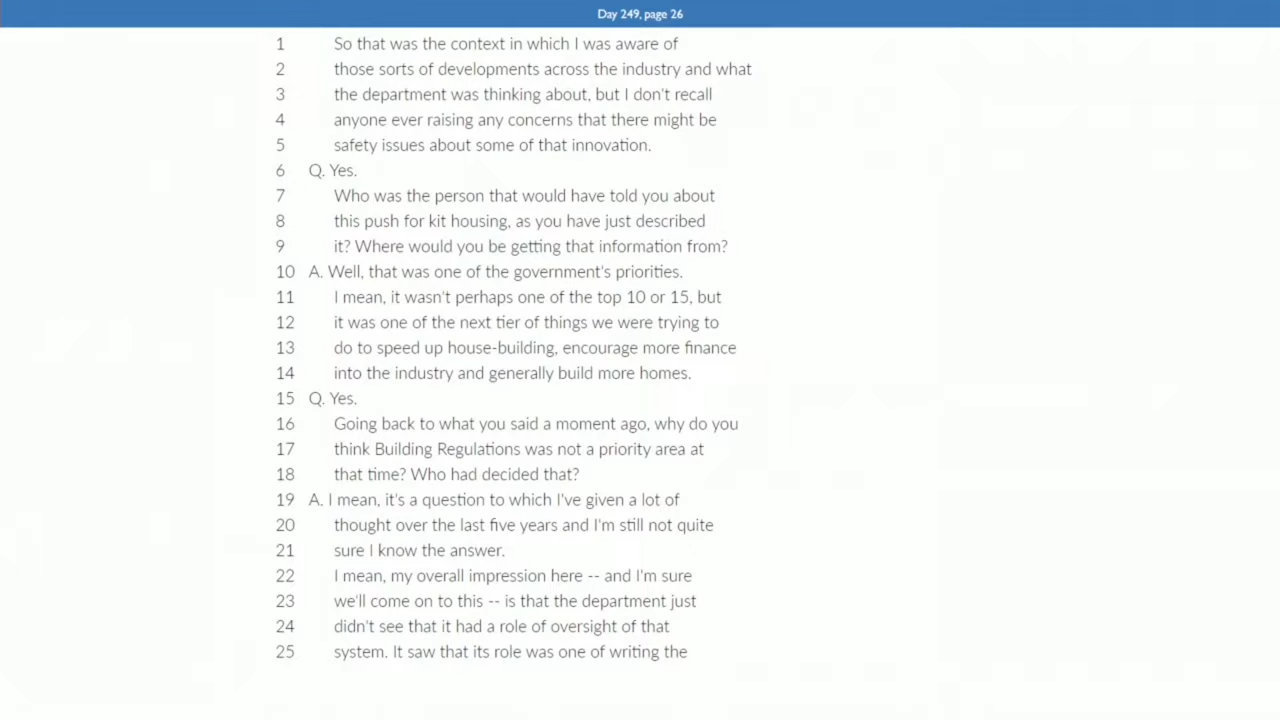 Day 249, page 26
1 So that was the context in which I was aware of
2 those sorts of developments across the industry and what
3 the department was thinking about, but I don't recall
4 anyone ever raising any concerns that there might be
5 safety issues about some of that innovation.
6 Q. Yes.
7 Who was the person that would have told you about
8 this push for kit housing, as you have just described
9 it? Where would you be getting that information from?
10 A. Well, that was one of the government's priorities.
11 I mean, it wasn't perhaps one of the top 10 or 15, but
12 it was one of the next tier of things we were trying to
13 do to speed up house-building, encourage more finance
14 into the industry and generally build more homes.
15 Q. Yes.
16 Going back to what you said a moment ago, why do you
17 think Building Regulations was not a priority area at
18 that time? Who had decided that?
19 A. I mean, it's a question to which I've given a lot of
20 thought over the last five years and I'm still not quite
21 sure I know the answer.
22 I mean, my overall impression here -- and I'm sure
23 we'll come on to this -- is that the department just
24 didn't see that it had a role of oversight of that
25 system. It saw that its role was one of writing the